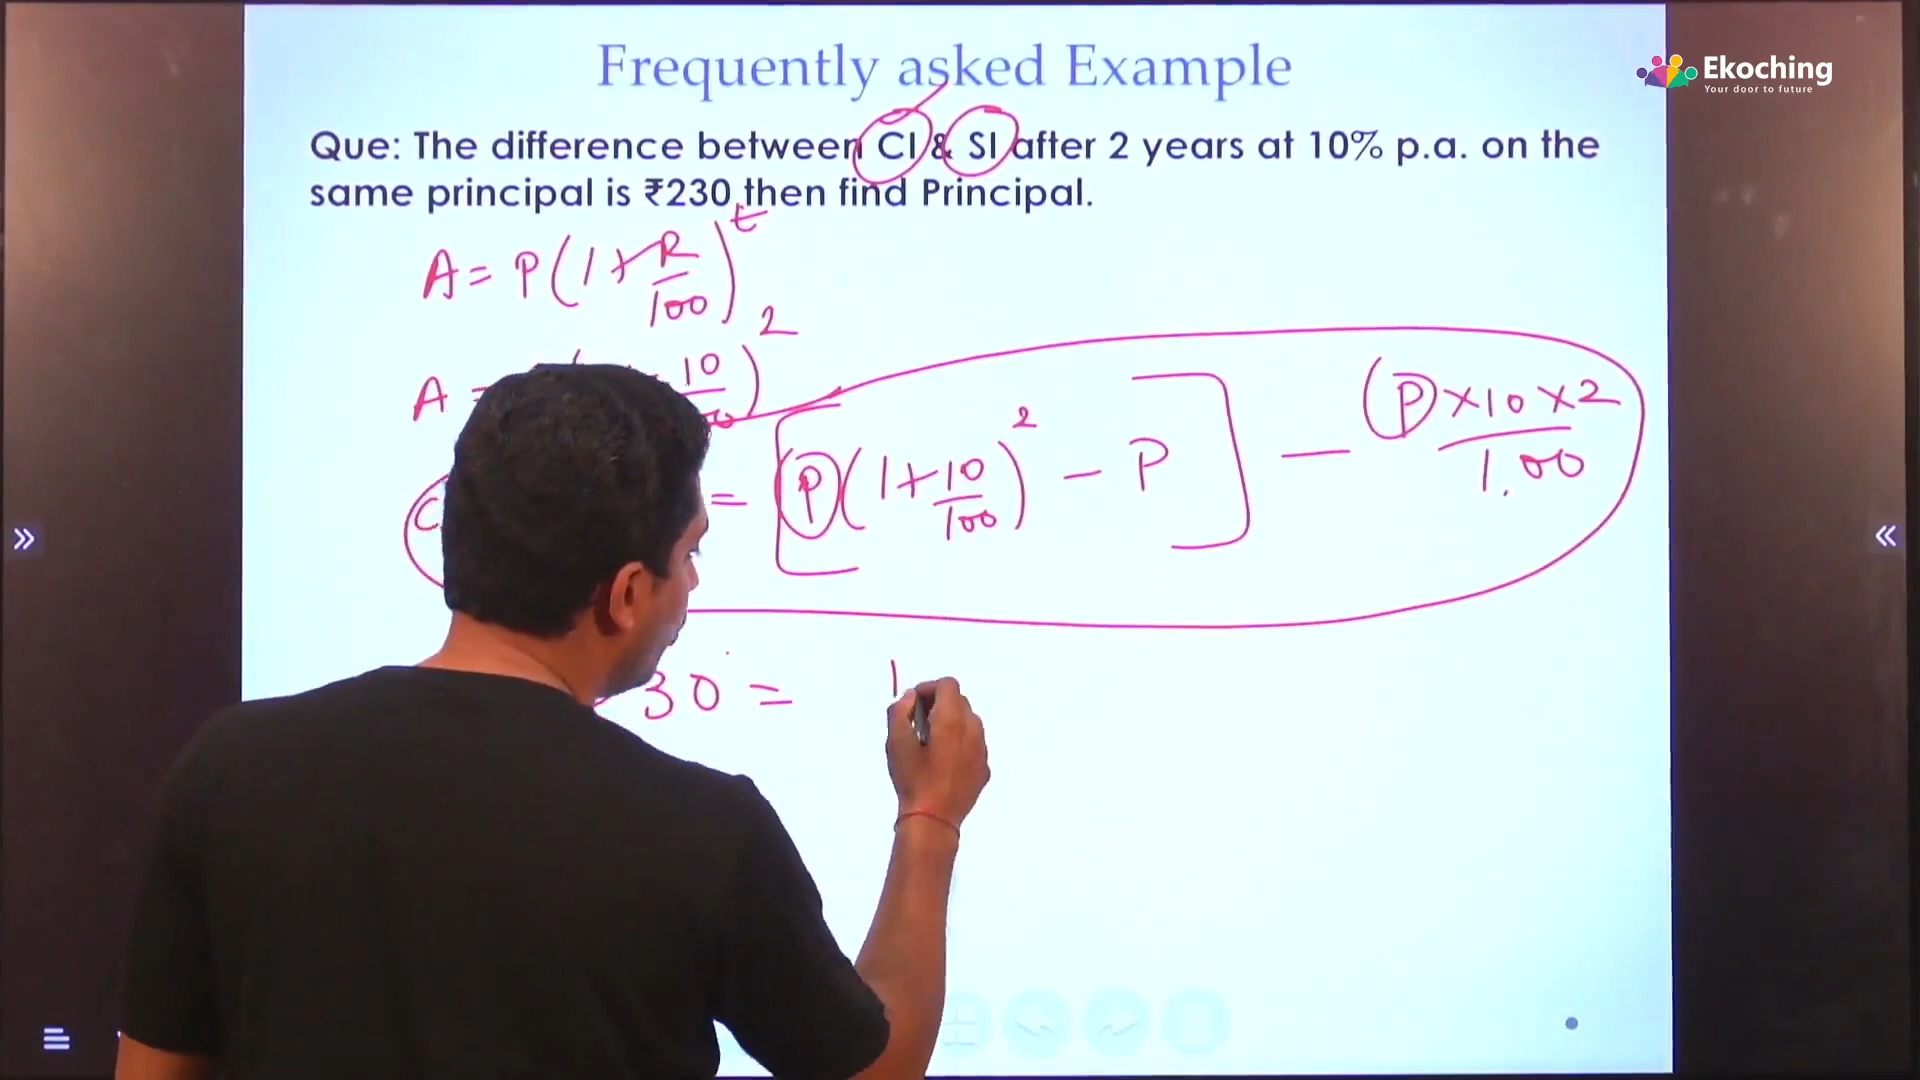 Frequently asked Example
Ekoching
Your door to future
Que: The difference between CI & SI after 2 years at 10% p.a. on the
same principal is ₹230 then find Principal.
A = P(1+R/100)^t
A = 10 )^2
C = [P(1+10/100)^2 - P] - P×10×2/100
30 =